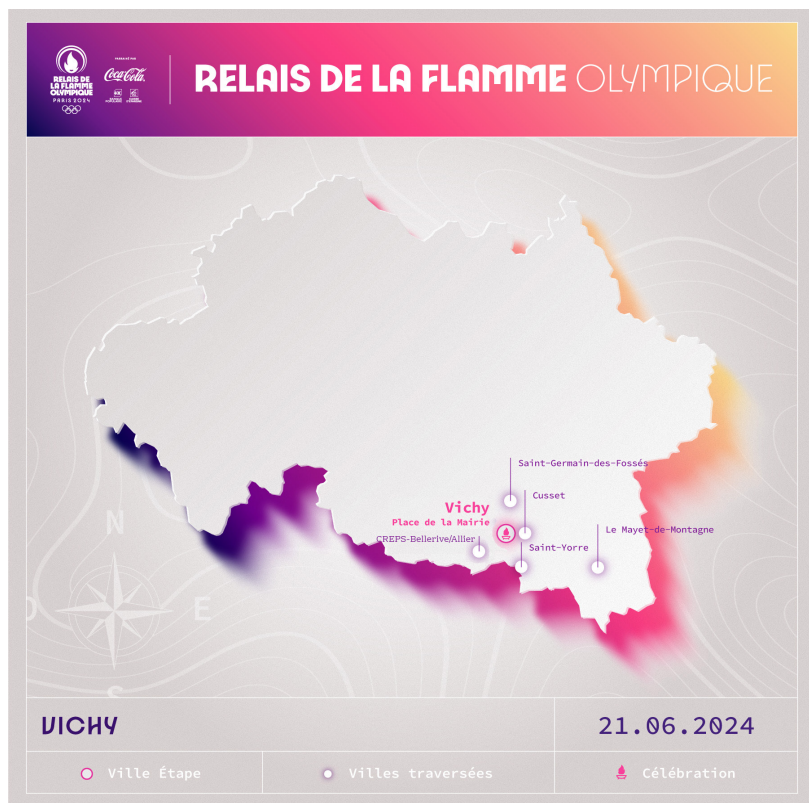 RELAIS DE
LA FLAMME
OLYMPIQUE
PARIS 2024
PARRAINÉ PAR
Coca-Cola
RELAIS DE LA FLAMME OLYMPIQUE
Saint-Germain-des-Fossés
Cusset
Vichy
Place de la Mairie
Le Mayet-de-Montagne
CREPS-Bellerive/Allier
Saint-Yorre
N
O E
S
VICHY
21.06.2024
Ville Étape
Villes traversées
Célébration